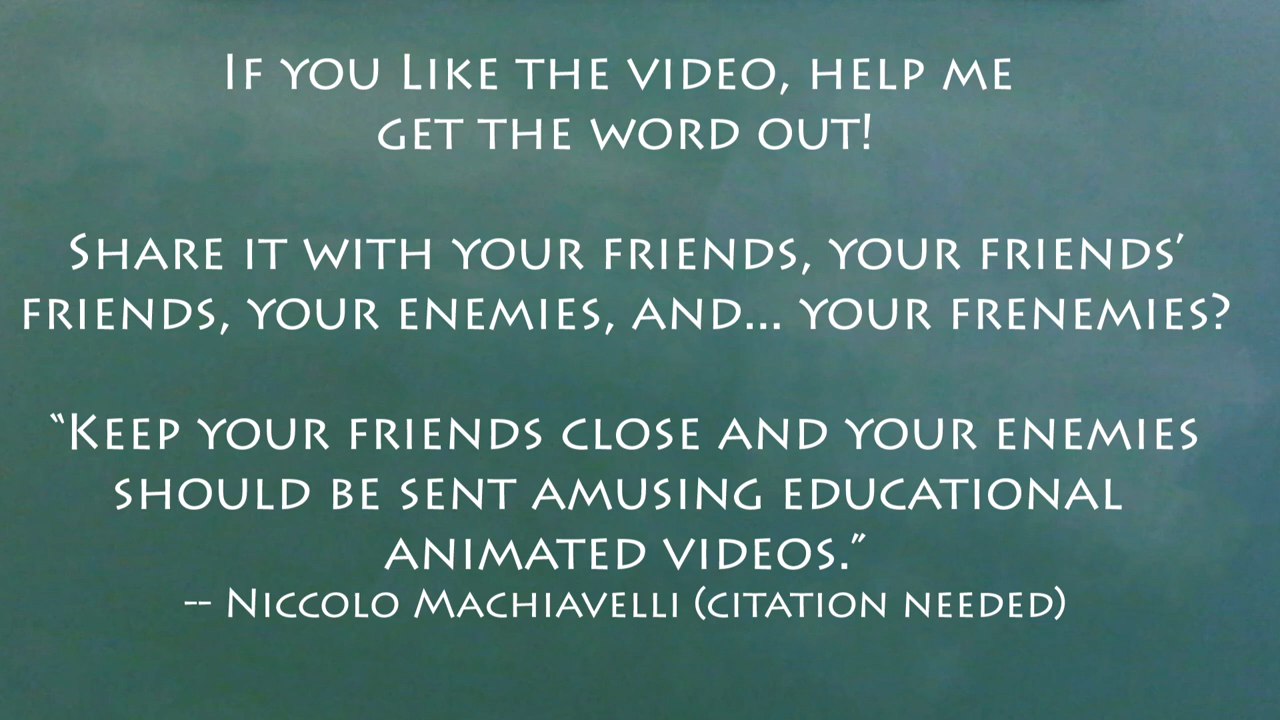 If you Like the video, help me
get the word out!
Share it with your friends, your friends'
friends, your enemies, and... your frenemies?
“Keep your friends close and your enemies
should be sent amusing educational
animated videos.”
-- Niccolo Machiavelli (citation needed)